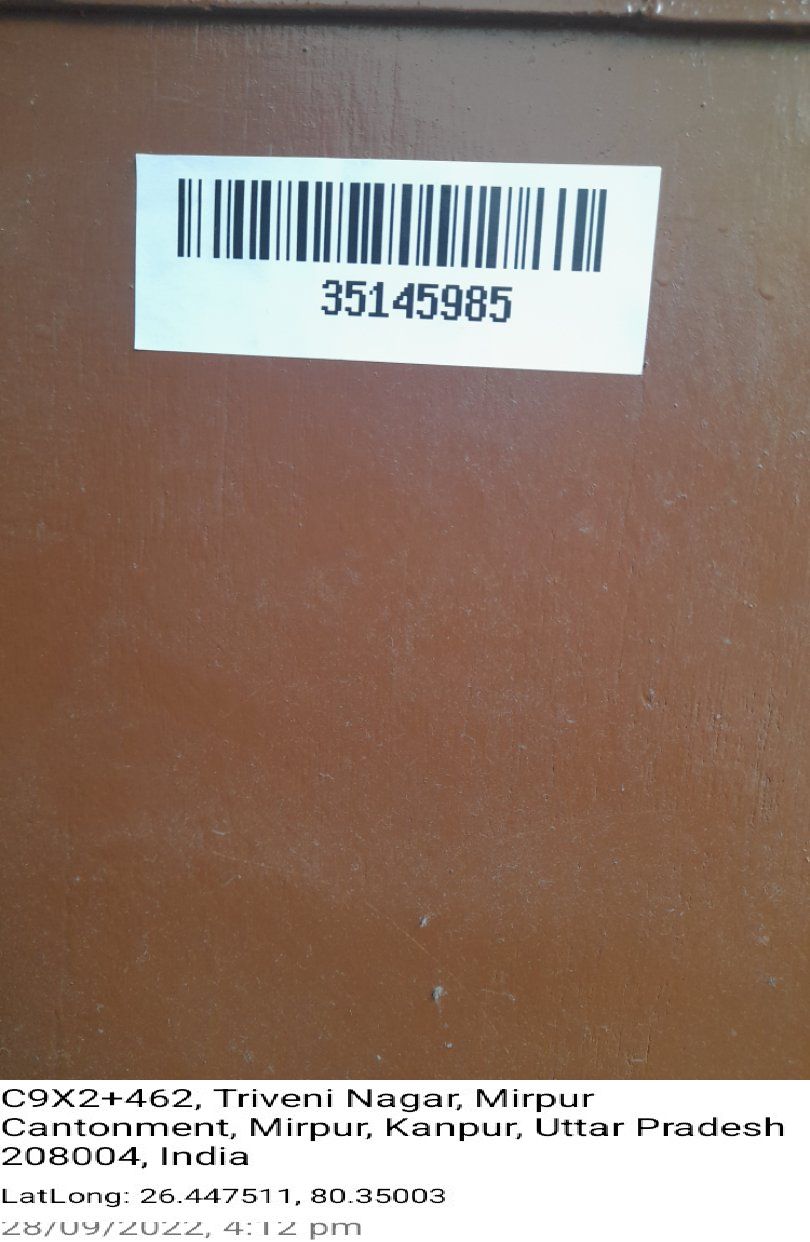 35145985
C9X2+462, Triveni Nagar, Mirpur
Cantonment, Mirpur, Kanpur, Uttar Pradesh
208004, India
LatLong: 26.447511, 80.35003
28/09/2022, 4:12 pm